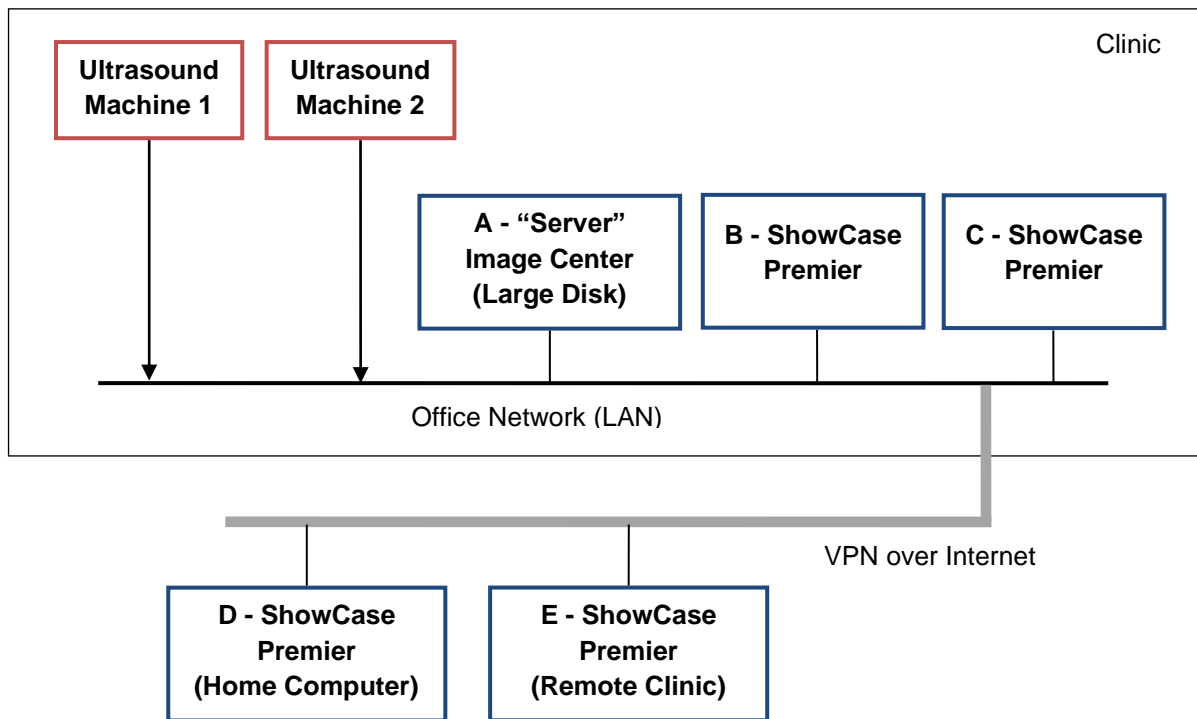 Clinic
Ultrasound
Machine 1
Ultrasound
Machine 2
A - “Server”
Image Center
(Large Disk)
B - ShowCase
Premier
C - ShowCase
Premier
Office Network (LAN)
VPN over Internet
D - ShowCase
Premier
(Home Computer)
E - ShowCase
Premier
(Remote Clinic)